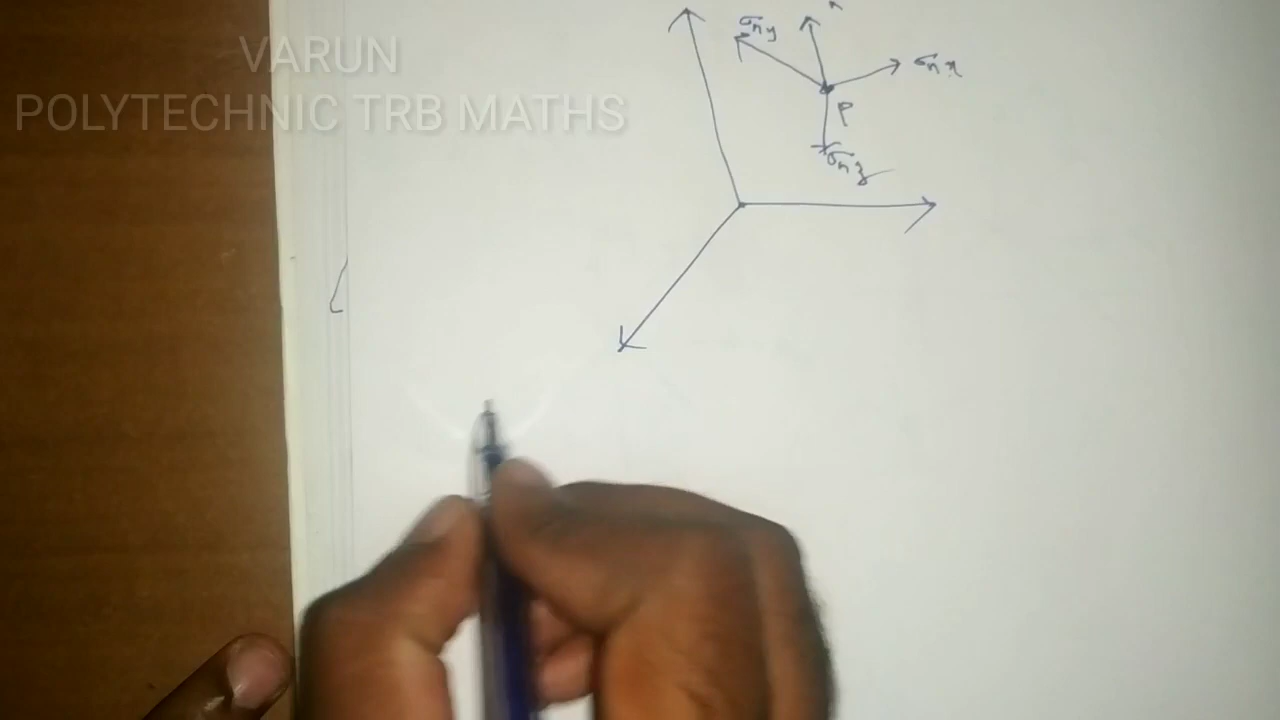 VARUN
POLYTECHNIC TRB MATHS
σny
σnx
P
σnz